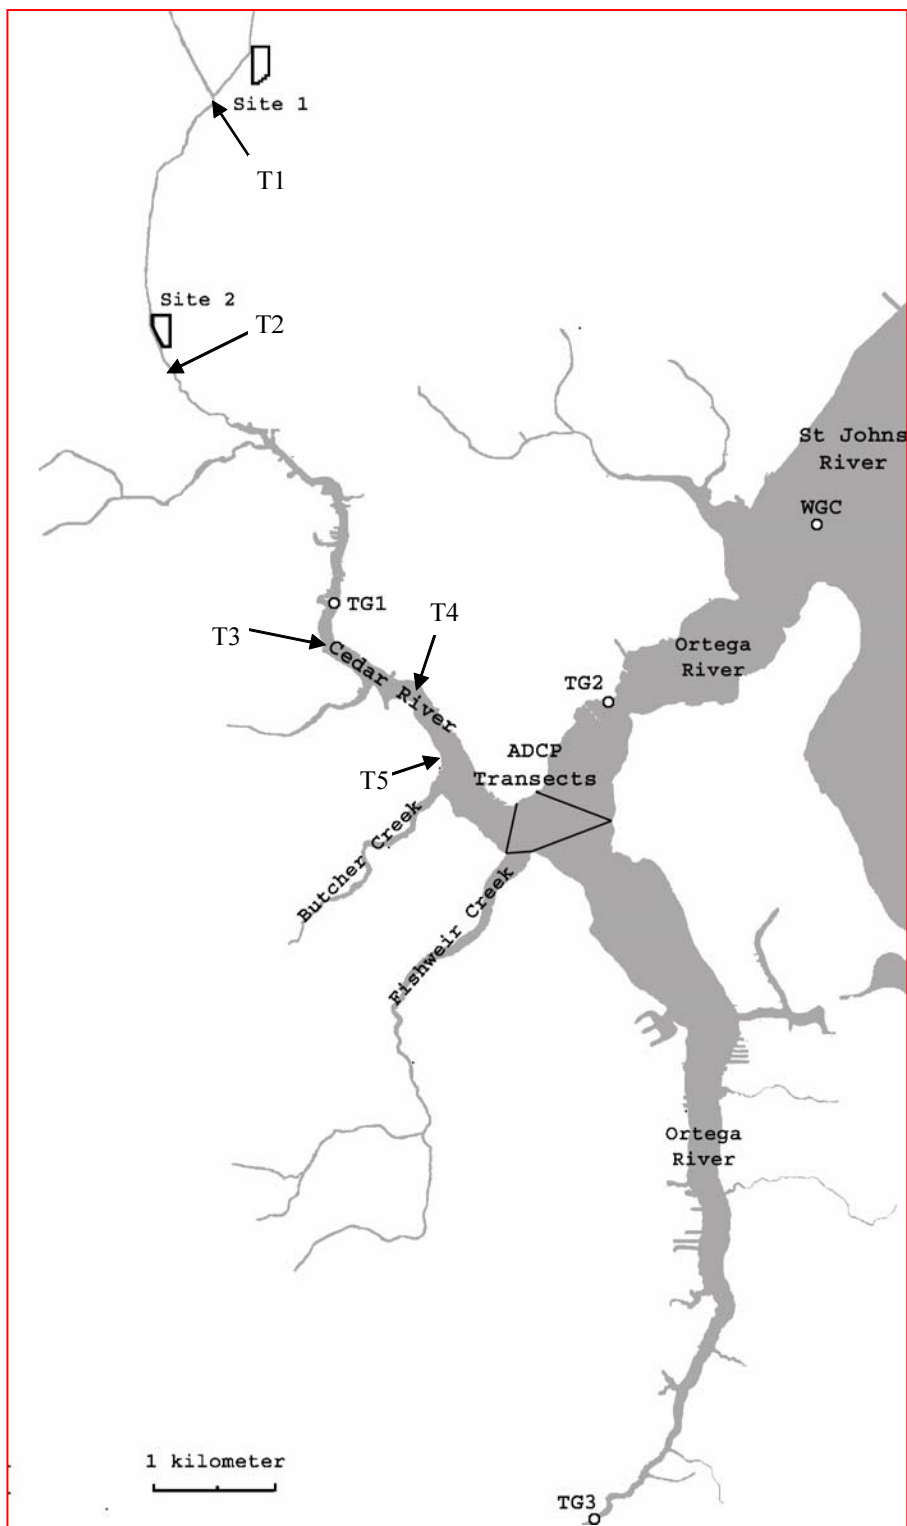 Site 1
T1
Site 2
T2
St Johns
River
WGC
TG1
T4
T3
Cedar River
Ortega
River
TG2
ADCP
Transects
T5
Butcher Creek
Fishweir Creek
Ortega
River
1 kilometer
TG3